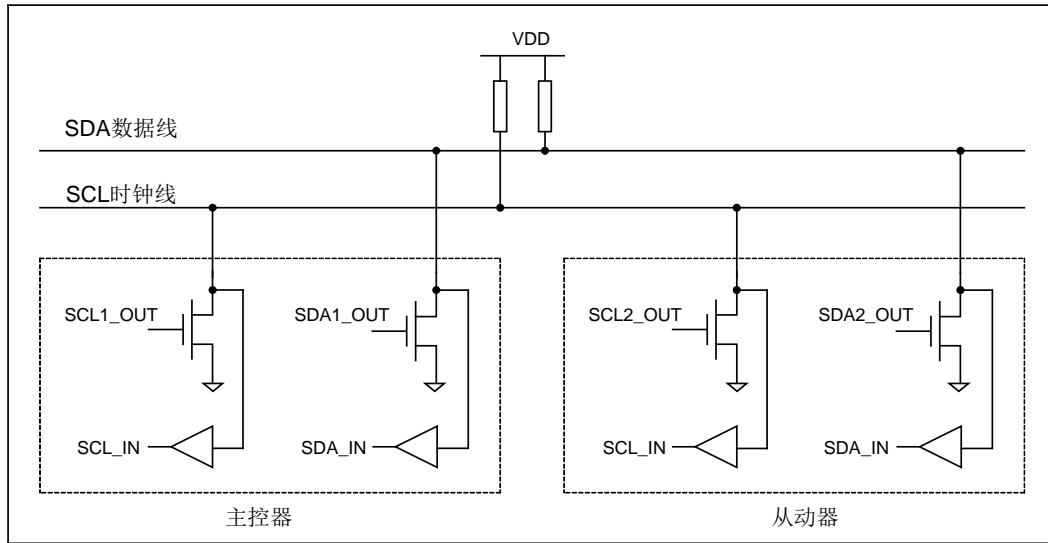 VDD
SDA数据线
SCL时钟线
SCL1_OUT
SDA1_OUT
SCL2_OUT
SDA2_OUT
SCL_IN
SDA_IN
SCL_IN
SDA_IN
主控器
从动器